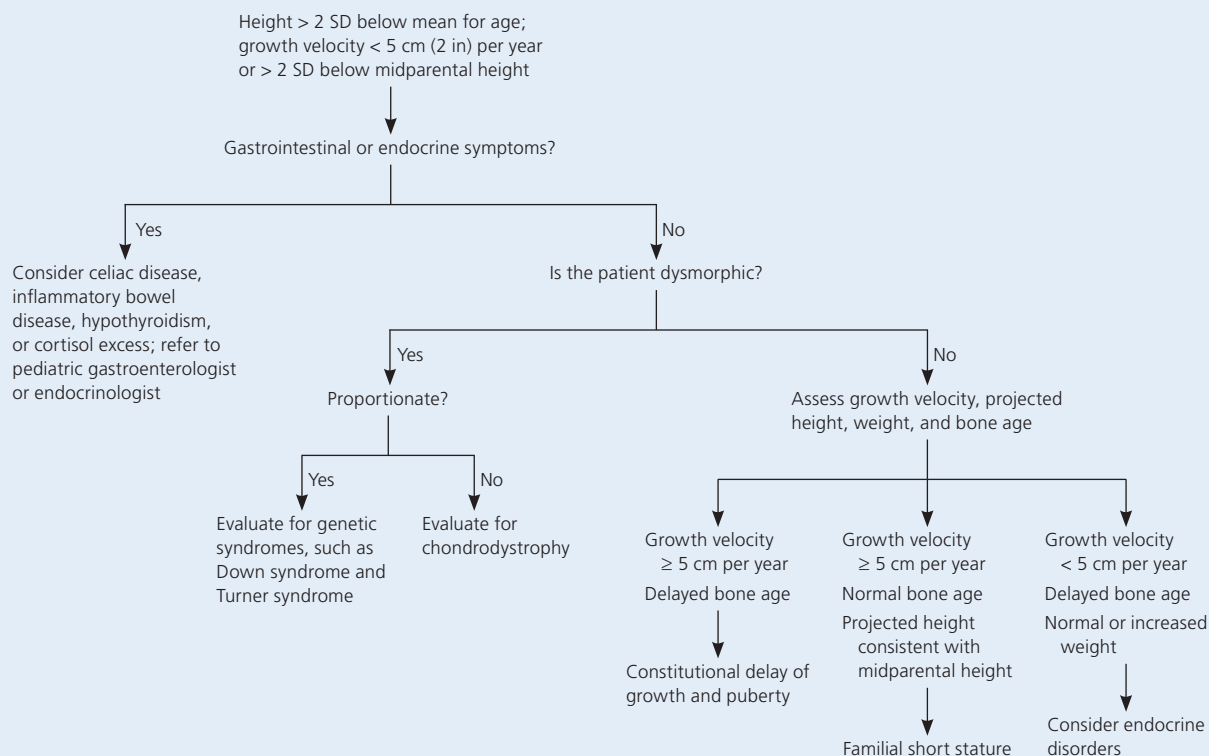 Height > 2 SD below mean for age;
growth velocity < 5 cm (2 in) per year
or > 2 SD below midparental height
Gastrointestinal or endocrine symptoms?
Yes
No
Consider celiac disease,
inflammatory bowel
disease, hypothyroidism,
or cortisol excess; refer to
pediatric gastroenterologist
or endocrinologist
Is the patient dysmorphic?
Yes
No
Proportionate?
Yes
No
Evaluate for genetic
syndromes, such as
Down syndrome and
Turner syndrome
Evaluate for
chondrodystrophy
Assess growth velocity, projected
height, weight, and bone age
Growth velocity
≥ 5 cm per year
Delayed bone age
Constitutional delay of
growth and puberty
Growth velocity
≥ 5 cm per year
Normal bone age
Projected height
consistent with
midparental height
Familial short stature
Growth velocity
< 5 cm per year
Delayed bone age
Normal or increased
weight
Consider endocrine
disorders